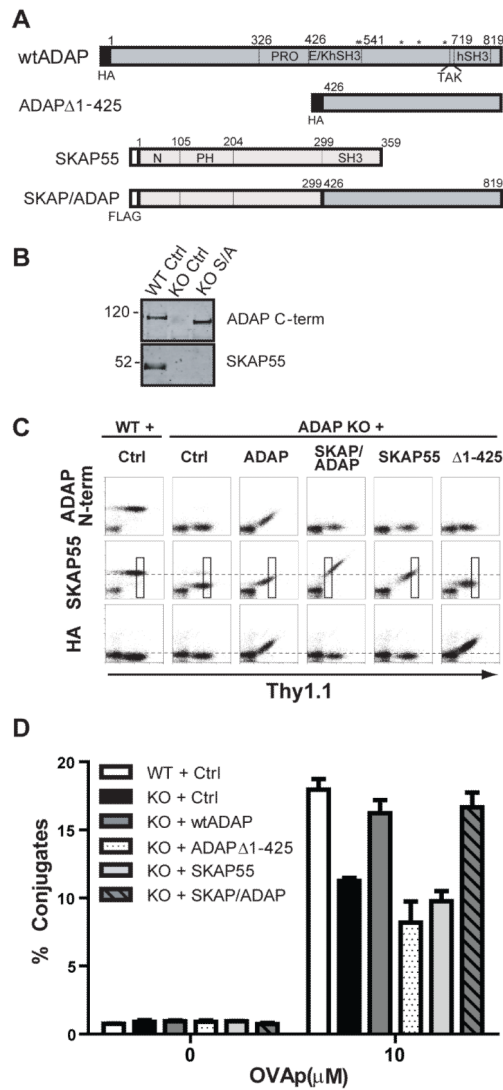 A
1 326 426 ** 541 * * * 719 819
wtADAP PRO E/KhSH3 hSH3
HA TAK
426
ADAPΔ1-425
HA
1 105 204 299 359
SKAP55 N PH SH3
299 426 819
SKAP/ADAP
FLAG
B
WT Ctrl KO Ctrl KO S/A
120 - ADAP C-term
52 - SKAP55
C
WT + ADAP KO +
Ctrl Ctrl ADAP SKAP/ADAP SKAP55 Δ1-425
ADAP N-term
SKAP55
HA
Thy1.1
D
20
15
10
5
0
% Conjugates
WT + Ctrl
KO + Ctrl
KO + wtADAP
KO + ADAPΔ1-425
KO + SKAP55
KO + SKAP/ADAP
0 10
OVAp(μM)